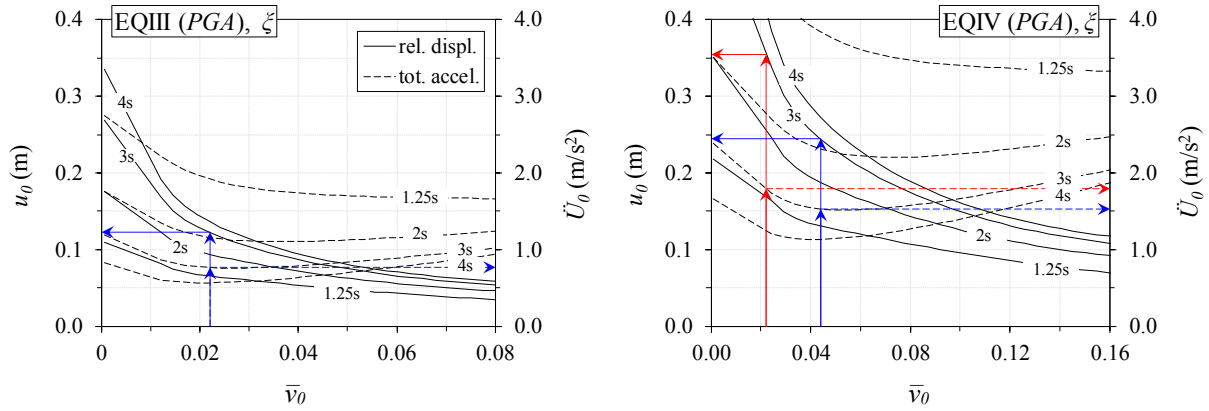 EQIII (PGA), ξ
rel. displ.
tot. accel.
0.4
0.3
0.2
0.1
0.0
u0 (m)
4s
3s
2s
1.25s
1.25s
2s
3s
4s
4.0
3.0
2.0
1.0
0.0
Ü0 (m/s²)
0
0.02
0.04
0.06
0.08
v̅0
EQIV (PGA), ξ
0.4
0.3
0.2
0.1
0.0
u0 (m)
4s
3s
1.25s
2s
3s
4s
2s
1.25s
4.0
3.0
2.0
1.0
0.0
Ü0 (m/s²)
0.00
0.04
0.08
0.12
0.16
v̅0